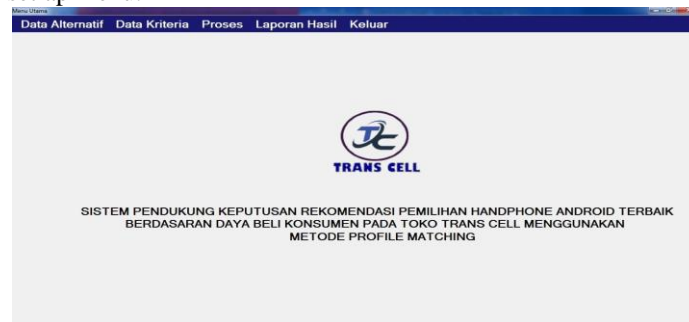 Menu Utama
Data Alternatif Data Kriteria Proses Laporan Hasil Keluar
TC
TRANS CELL
SISTEM PENDUKUNG KEPUTUSAN REKOMENDASI PEMILIHAN HANDPHONE ANDROID TERBAIK
BERDASARAN DAYA BELI KONSUMEN PADA TOKO TRANS CELL MENGGUNAKAN
METODE PROFILE MATCHING